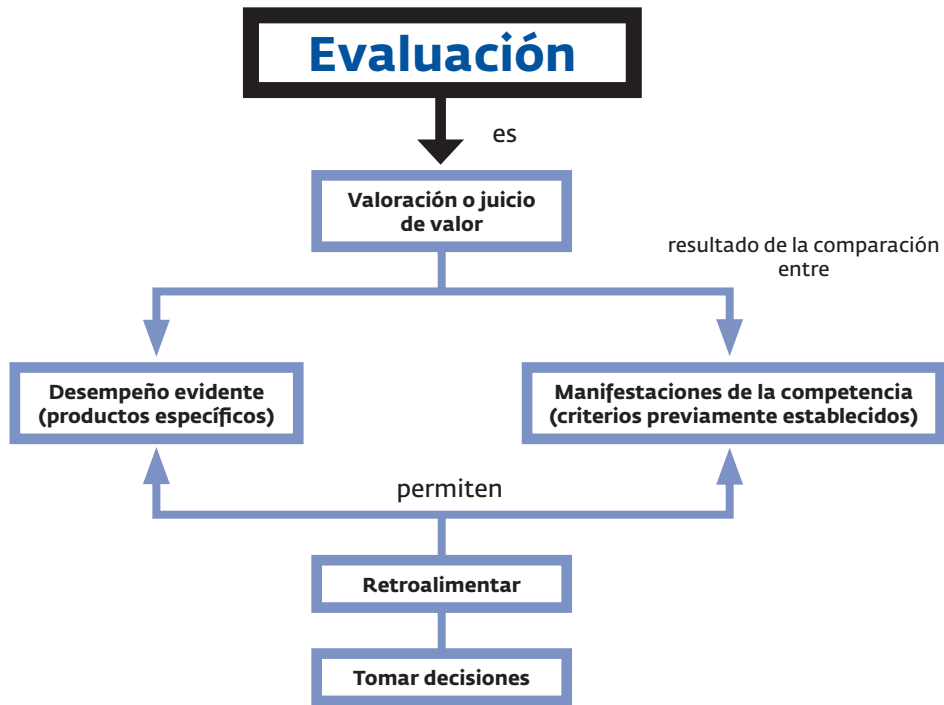 Evaluación
es
Valoración o juicio
de valor
resultado de la comparación
entre
Desempeño evidente
(productos específicos)
Manifestaciones de la competencia
(criterios previamente establecidos)
permiten
Retroalimentar
Tomar decisiones